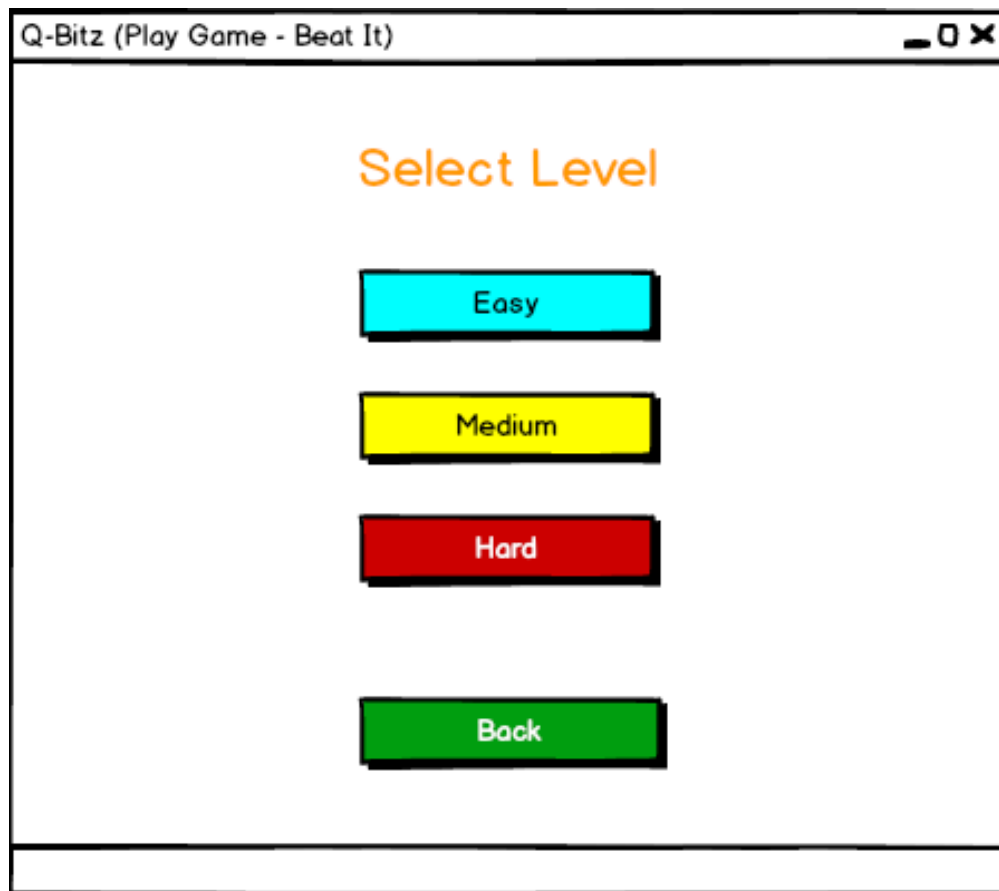 Q-Bitz (Play Game - Beat It)
Select Level
Easy
Medium
Hard
Back